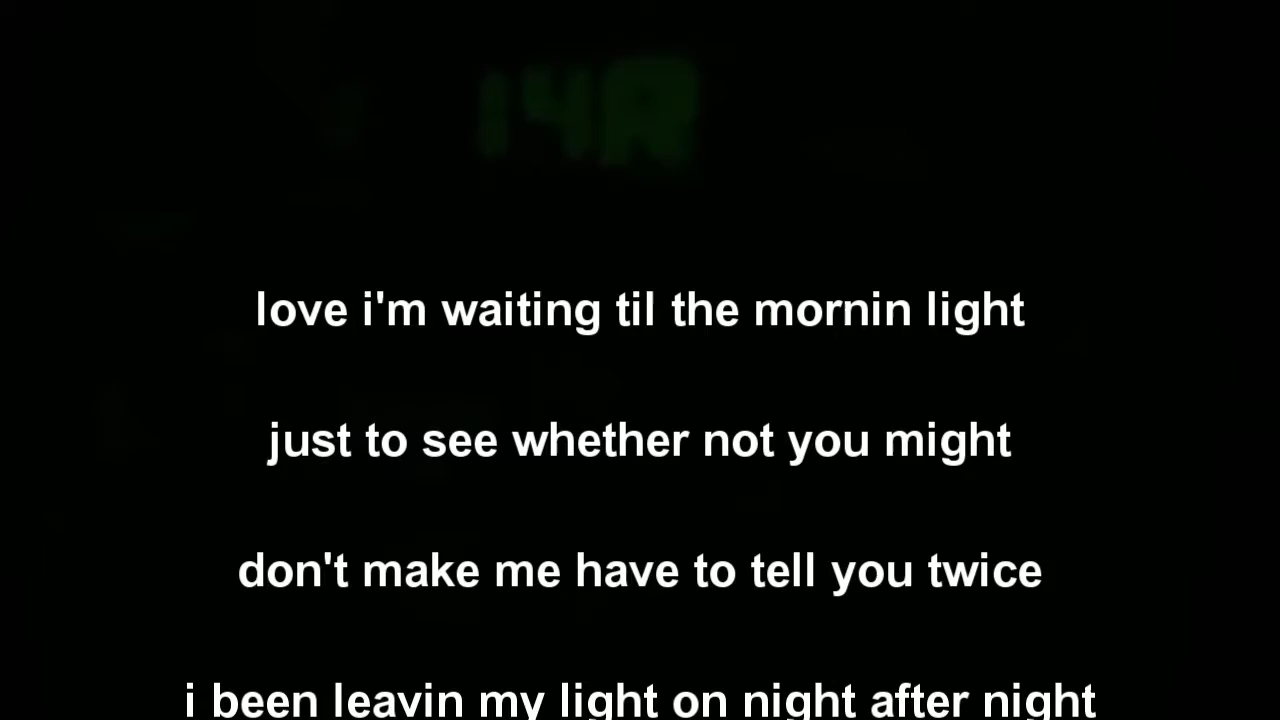 14R
love i'm waiting til the mornin light
just to see whether not you might
don't make me have to tell you twice
i been leavin my light on night after night